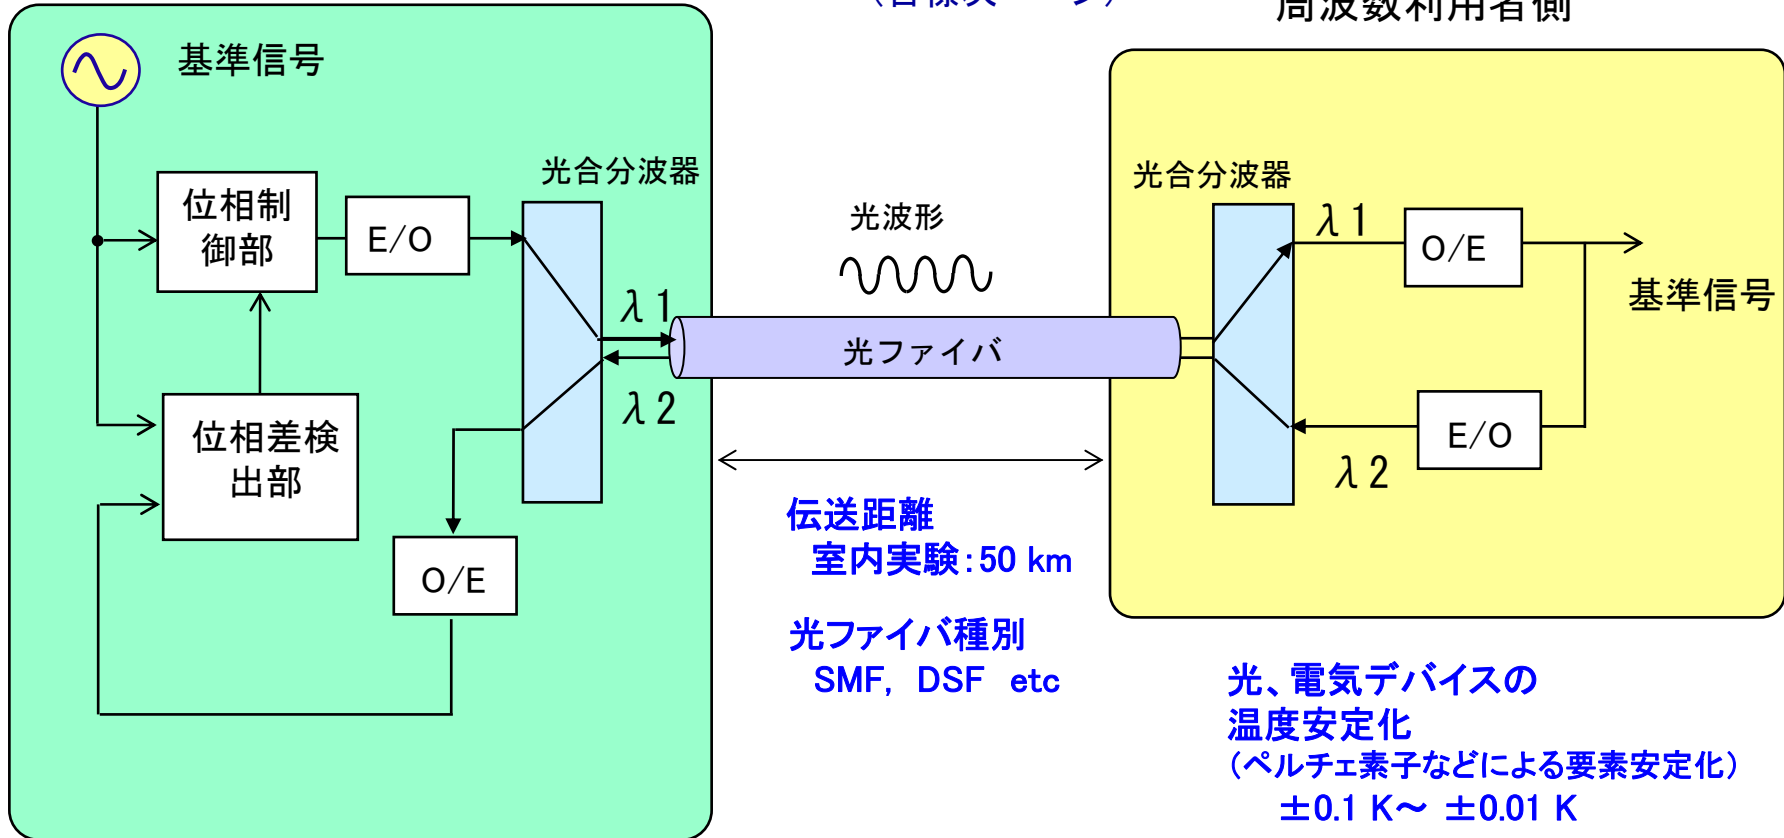 周波数利用者側
基準信号
光合分波器
光合分波器
位相制
御部
E/O
光波形
λ1
O/E
基準信号
λ1
光ファイバ
λ2
位相差検
出部
E/O
λ2
伝送距離
室内実験：50 km
O/E
光ファイバ種別
SMF, DSF etc
光、電気デバイスの
温度安定化
（ペルチェ素子などによる要素安定化）
±0.1 K～ ±0.01 K